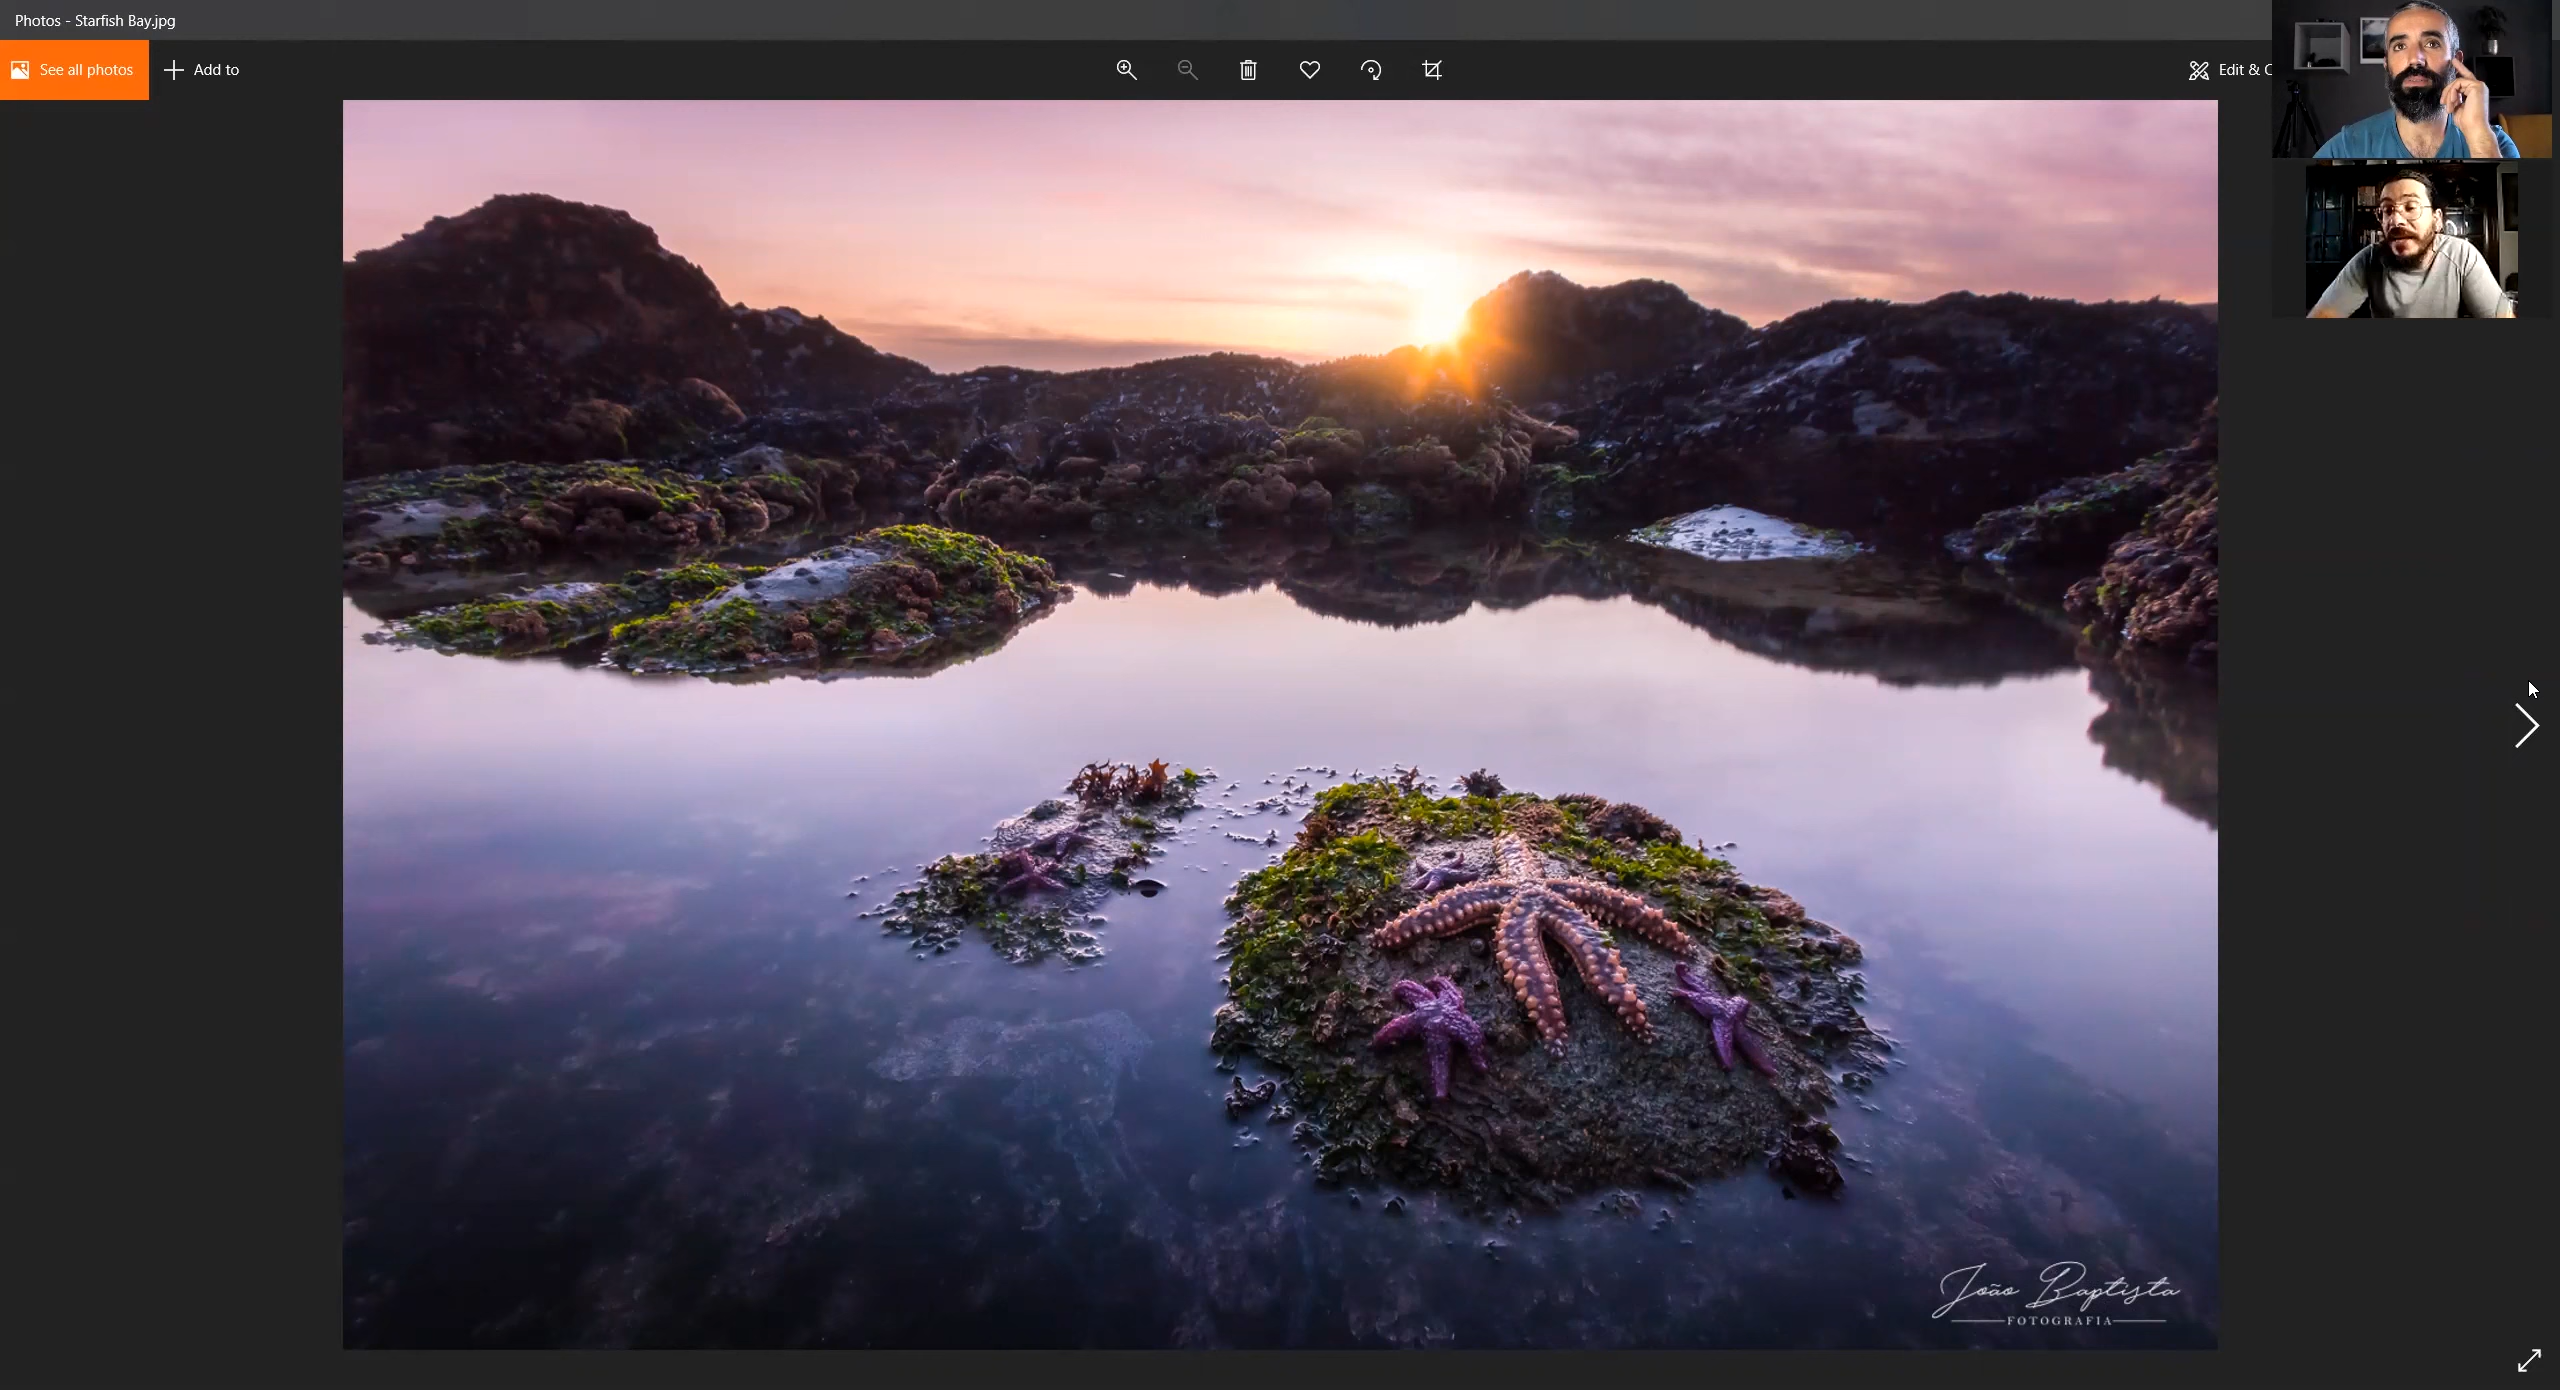 Photos - Starfish Bay.jpg
See all photos
Add to
Edit & C
João Baptista
FOTOGRAFIA